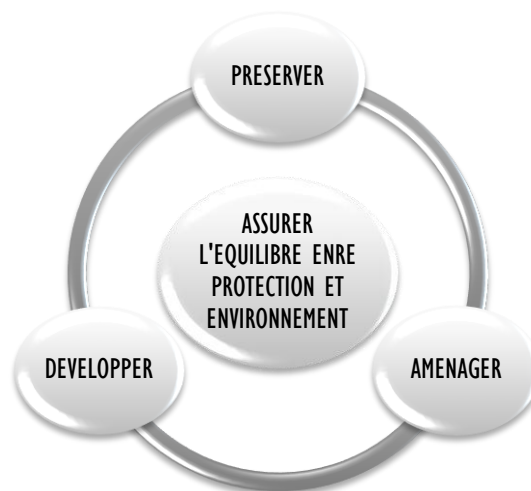 PRESERVER
ASSURER
L'EQUILIBRE ENRE
PROTECTION ET
ENVIRONNEMENT
DEVELOPPER
AMENAGER